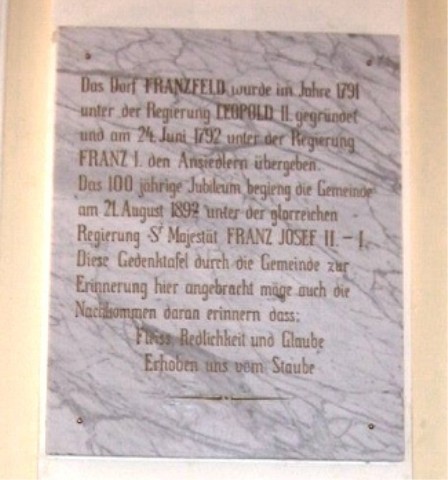 Das Dorf FRANZFELD wurde im Jahre 1791
unter der Regierung LEOPOLD II. gegründet
und am 24. Juni 1792 unter der Regierung
FRANZ I. den Ansiedlern übergeben.
Das 100 jährige Jubileum begieng die Gemeinde
am 21. August 1892 unter der glorreichen
Regierung Sr Majestät FRANZ JOSEF II. – I.
Diese Gedenktafel durch die Gemeinde zur
Erinnerung hier angebracht möge auch die
Nachkommen daran erinnern dass:
Fleiss Redlichkeit und Glaube
Erhoben uns vom Staube